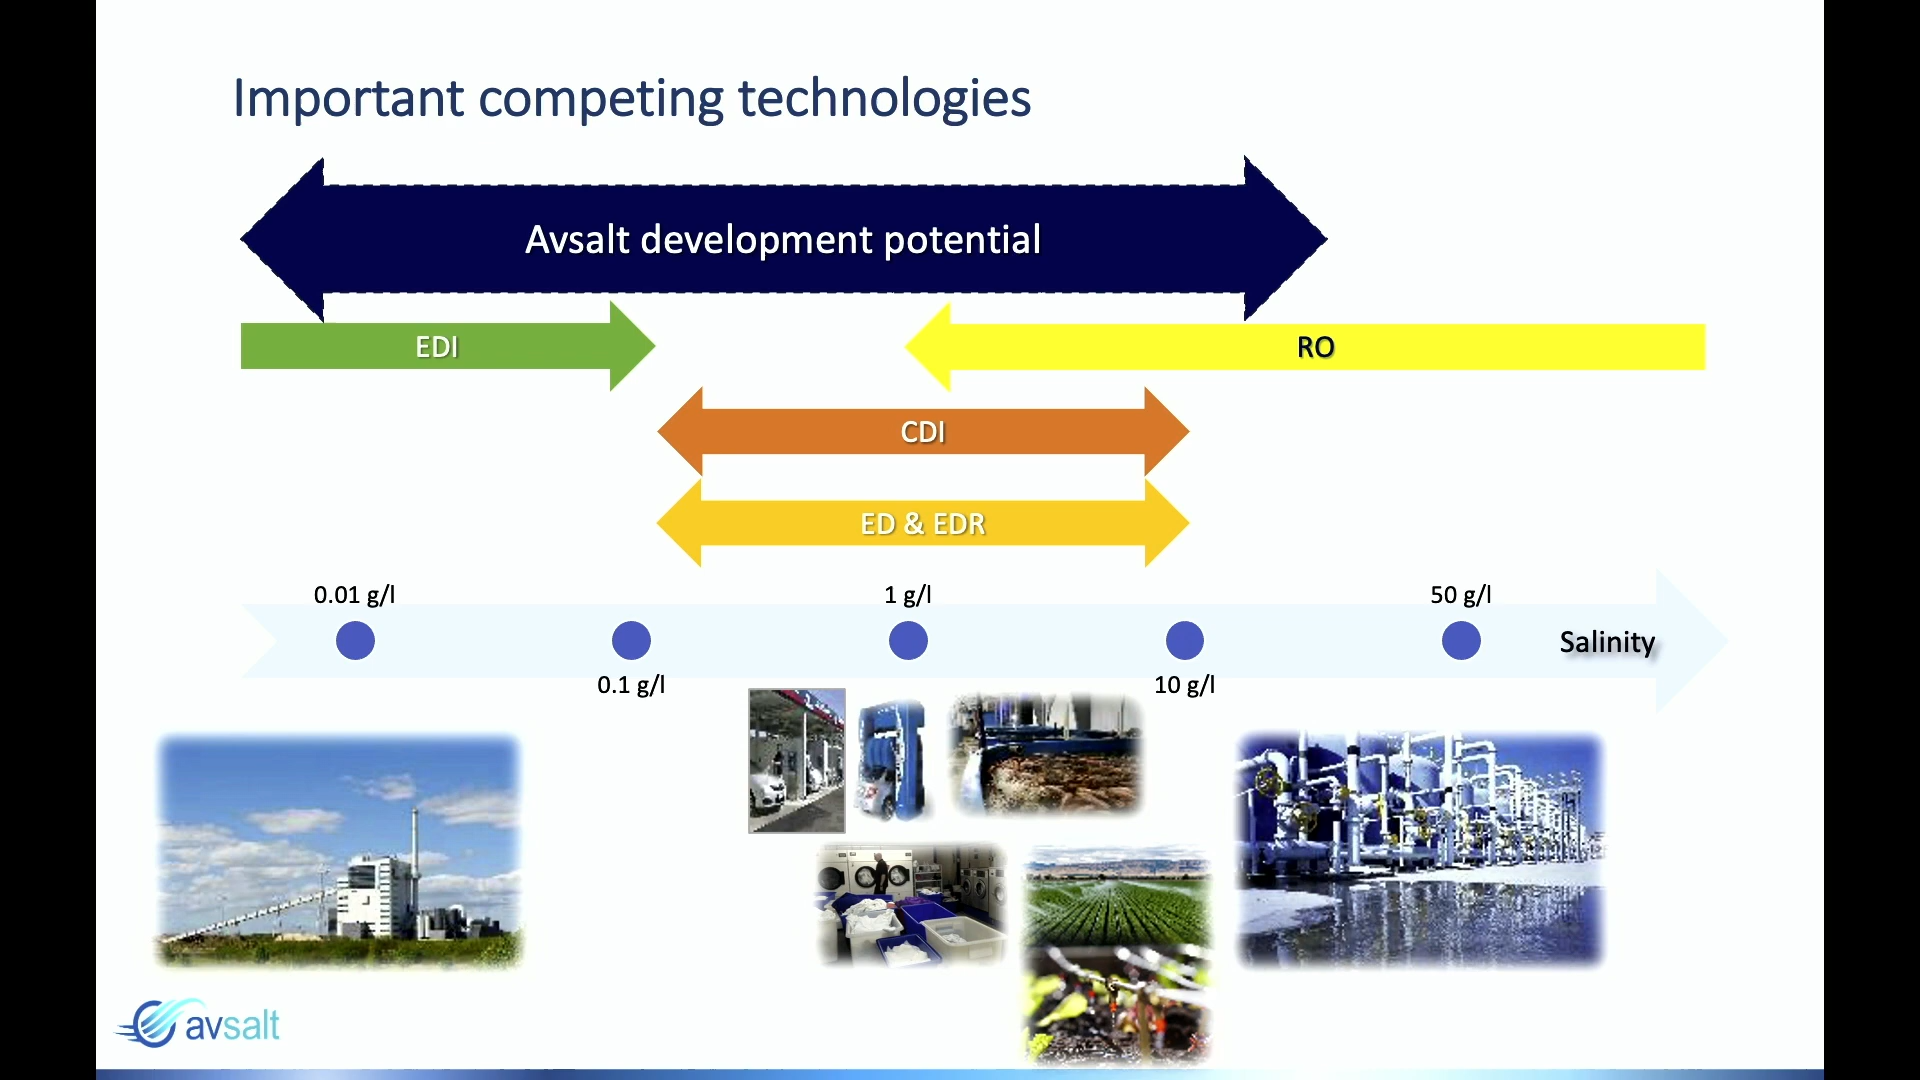 Important competing technologies
Avsalt development potential
EDI
RO
CDI
ED & EDR
0.01 g/l
1 g/l
50 g/l
Salinity
0.1 g/l
10 g/l
avsalt